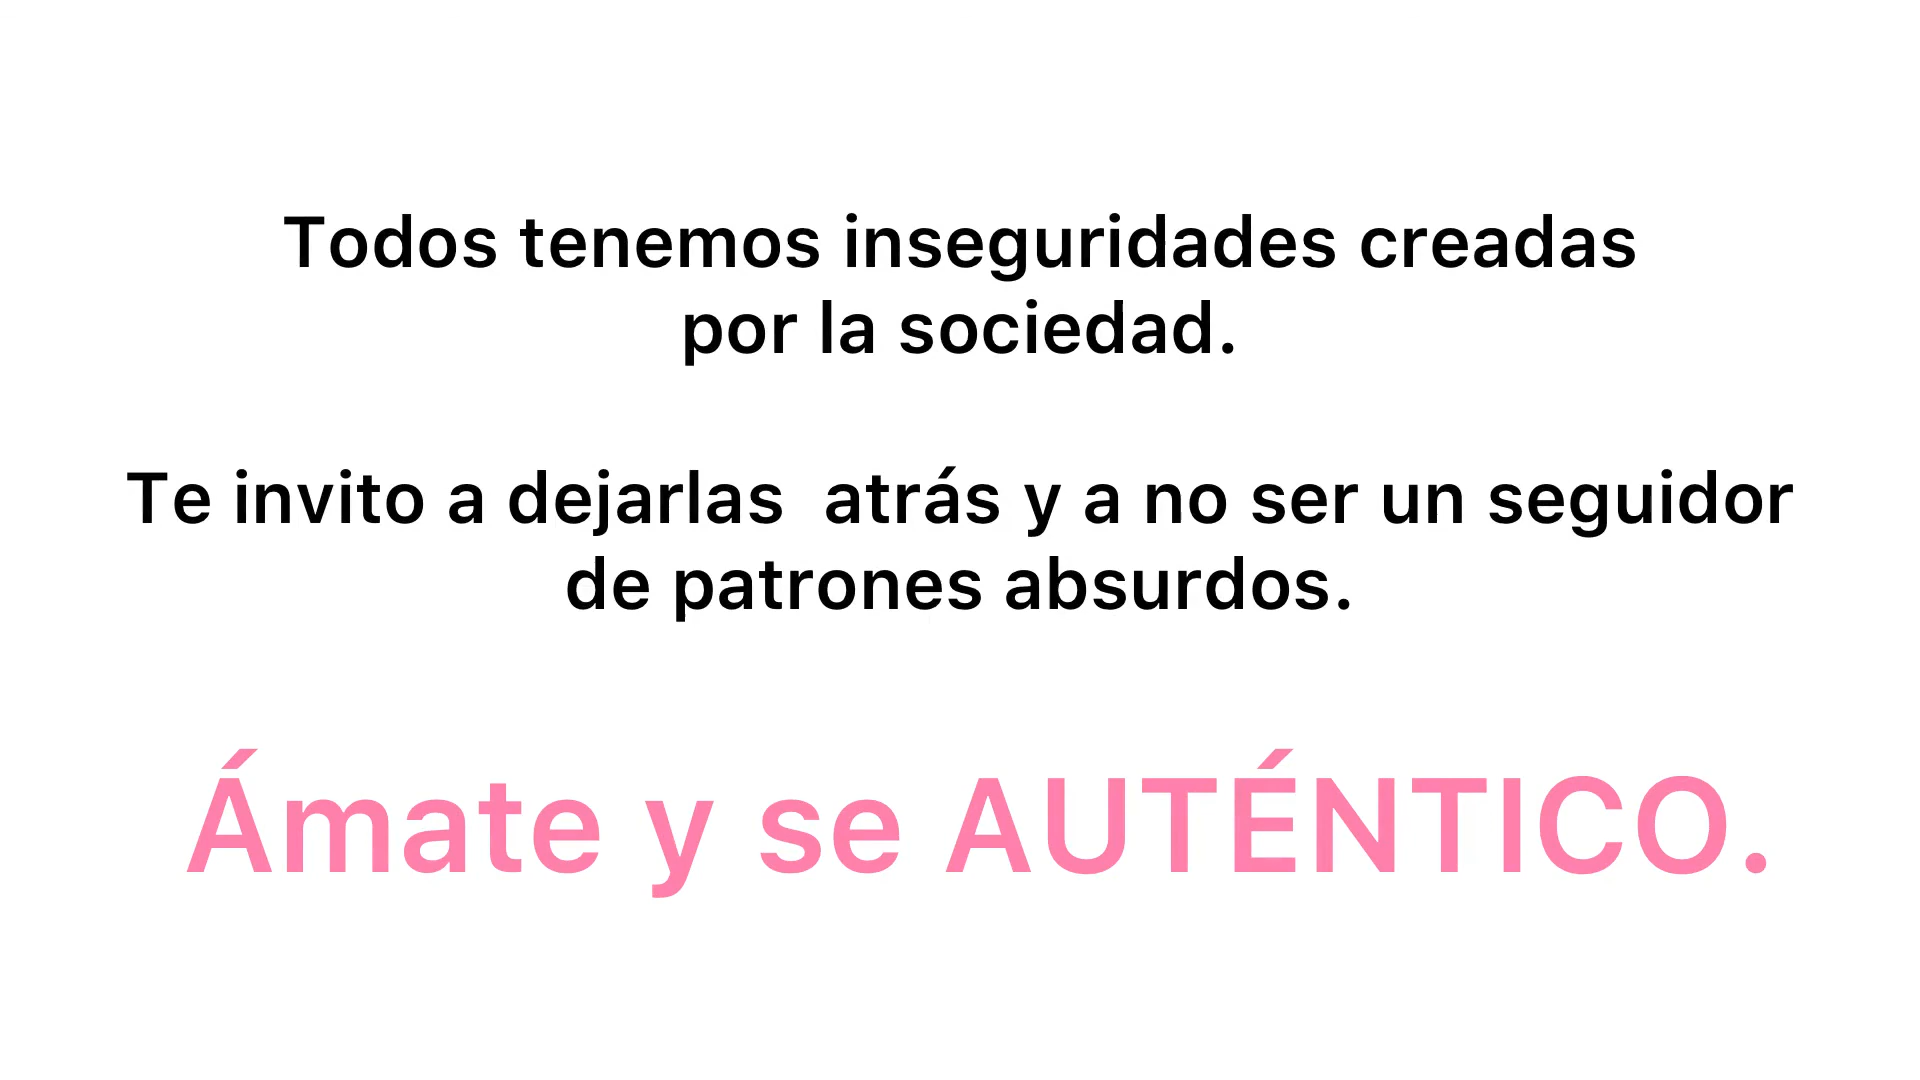 Todos tenemos inseguridades creadas
por la sociedad.
Te invito a dejarlas  atrás y a no ser un seguidor
de patrones absurdos.
Ámate y se AUTÉNTICO.